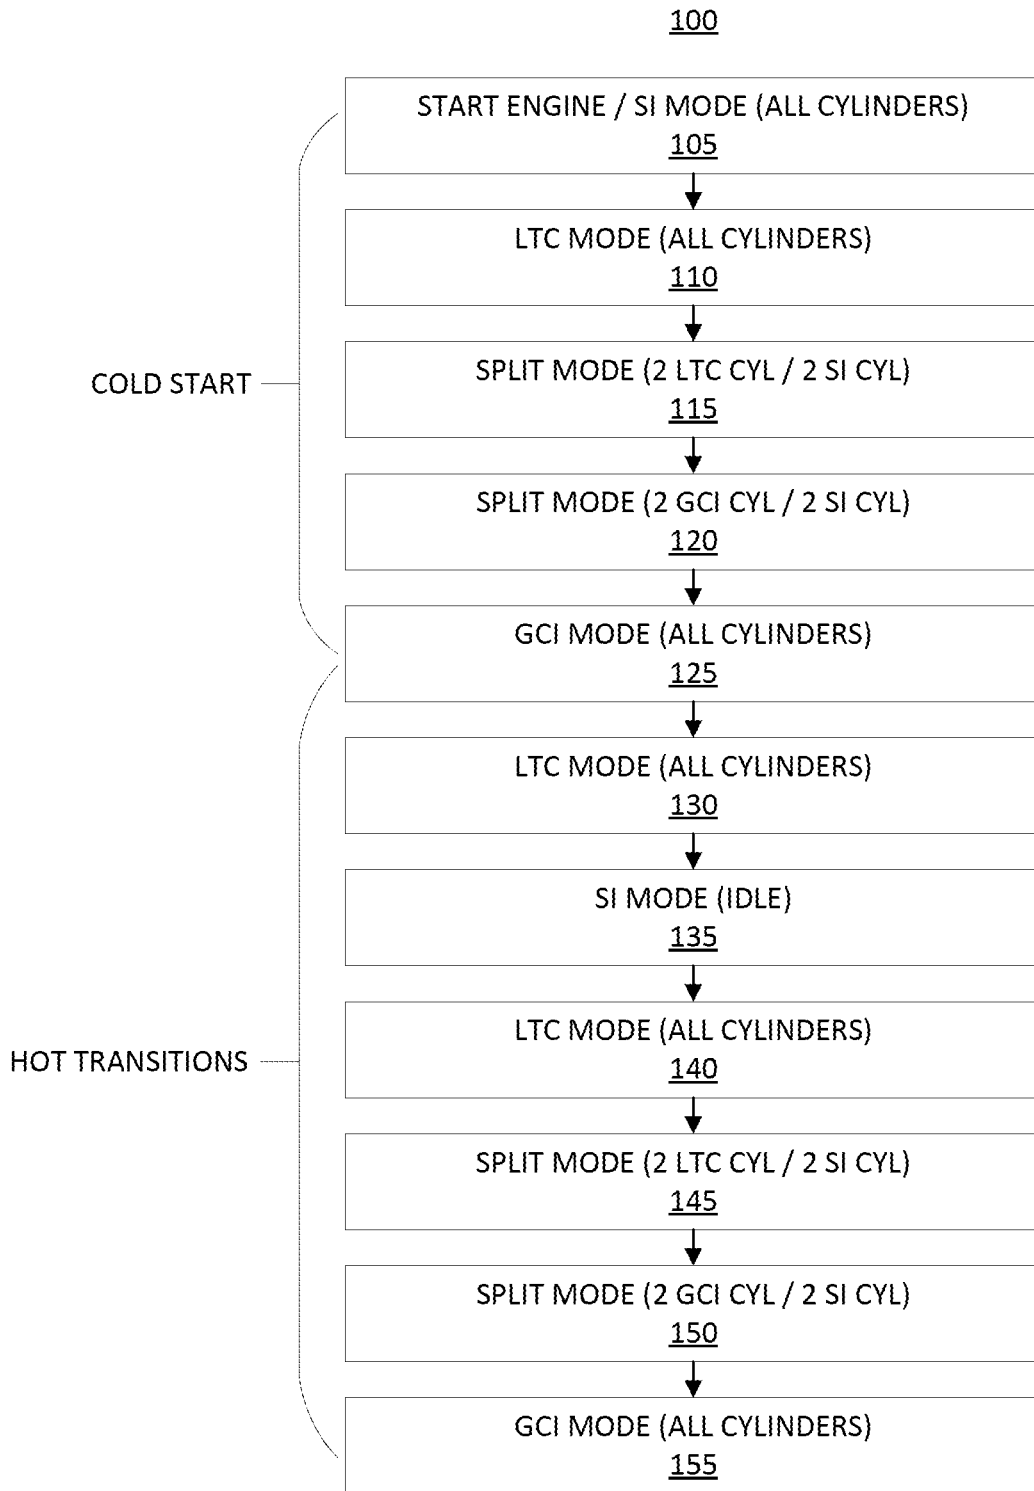 100
START ENGINE / SI MODE (ALL CYLINDERS)
105
LTC MODE (ALL CYLINDERS)
110
SPLIT MODE (2 LTC CYL / 2 SI CYL)
115
COLD START
SPLIT MODE (2 GCI CYL / 2 SI CYL)
120
GCI MODE (ALL CYLINDERS)
125
LTC MODE (ALL CYLINDERS)
130
SI MODE (IDLE)
135
LTC MODE (ALL CYLINDERS)
140
HOT TRANSITIONS
SPLIT MODE (2 LTC CYL / 2 SI CYL)
145
SPLIT MODE (2 GCI CYL / 2 SI CYL)
150
GCI MODE (ALL CYLINDERS)
155